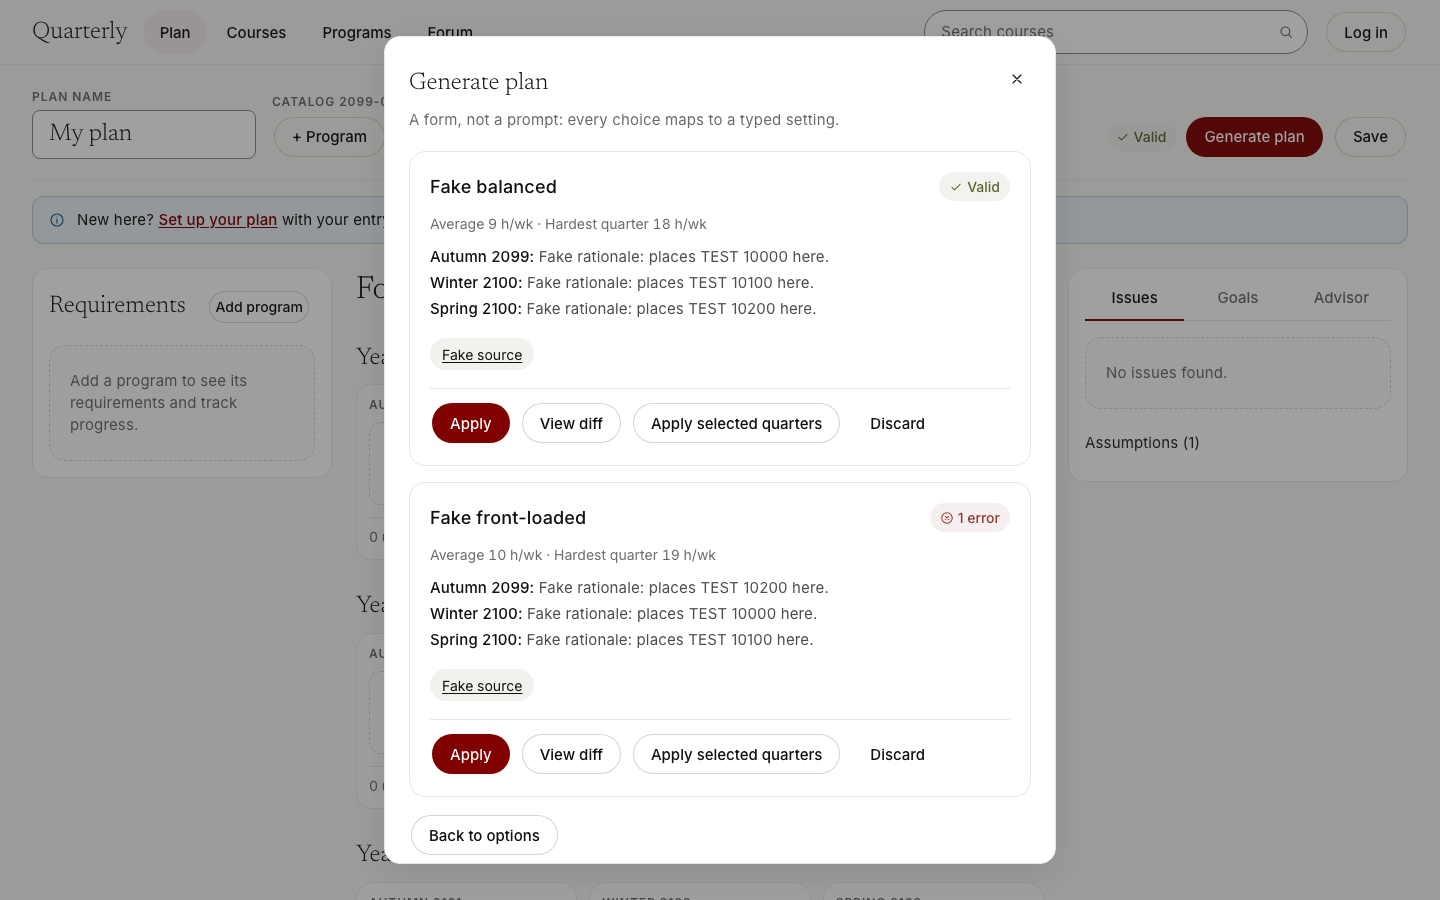 Quarterly
Plan
Courses
Programs
Forum
Search courses
Log in
PLAN NAME
My plan
CATALOG 2099-
+ Program
Valid
Generate plan
Save
New here? Set up your plan with your
Requirements
Add program
Add a program to see its
requirements and track
progress.
Generate plan
A form, not a prompt: every choice maps to a typed setting.
Fake balanced
Valid
Average 9 h/wk · Hardest quarter 18 h/wk
Autumn 2099: Fake rationale: places TEST 10000 here.
Winter 2100: Fake rationale: places TEST 10100 here.
Spring 2100: Fake rationale: places TEST 10200 here.
Fake source
Apply
View diff
Apply selected quarters
Discard
Fake front-loaded
1 error
Average 10 h/wk · Hardest quarter 19 h/wk
Autumn 2099: Fake rationale: places TEST 10200 here.
Winter 2100: Fake rationale: places TEST 10000 here.
Spring 2100: Fake rationale: places TEST 10100 here.
Fake source
Apply
View diff
Apply selected quarters
Discard
Back to options
Issues
Goals
Advisor
No issues found.
Assumptions (1)